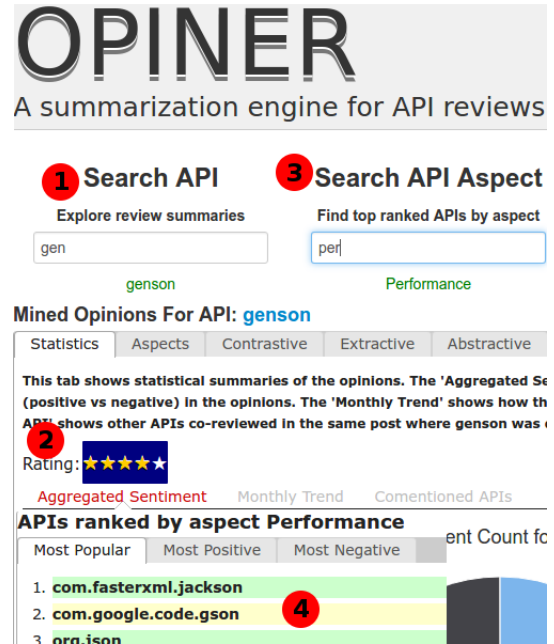 OPINER
A summarization engine for API reviews
1 Search API
Explore review summaries
gen
genson
3 Search API Aspect
Find top ranked APIs by aspect
per
Performance
Mined Opinions For API: genson
Statistics Aspects Contrastive Extractive Abstractive
This tab shows statistical summaries of the opinions. The 'Aggregated Se
(positive vs negative) in the opinions. The 'Monthly Trend' shows how th
API' shows other APIs co-reviewed in the same post where genson was
2
Rating:
Aggregated Sentiment Monthly Trend Comentioned APIs
APIs ranked by aspect Performance
ent Count fo
Most Popular Most Positive Most Negative
1. com.fasterxml.jackson
2. com.google.code.gson
4
3. org.json